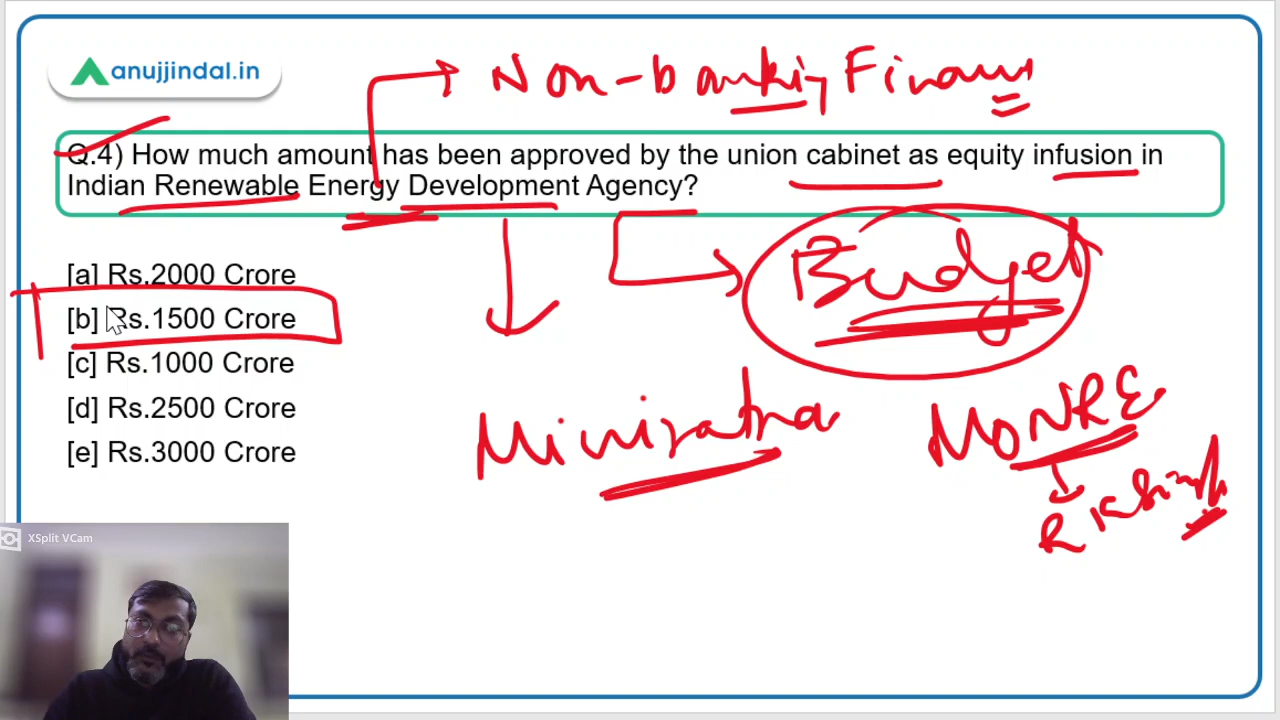 anujjindal.in
Non-banking Finance
Q.4) How much amount has been approved by the union cabinet as equity infusion in
Indian Renewable Energy Development Agency?
Budget
[a] Rs.2000 Crore
[b] Rs.1500 Crore
[c] Rs.1000 Crore
[d] Rs.2500 Crore
[e] Rs.3000 Crore
Miniratna
MoNRE
R K Singh
XSplit VCam